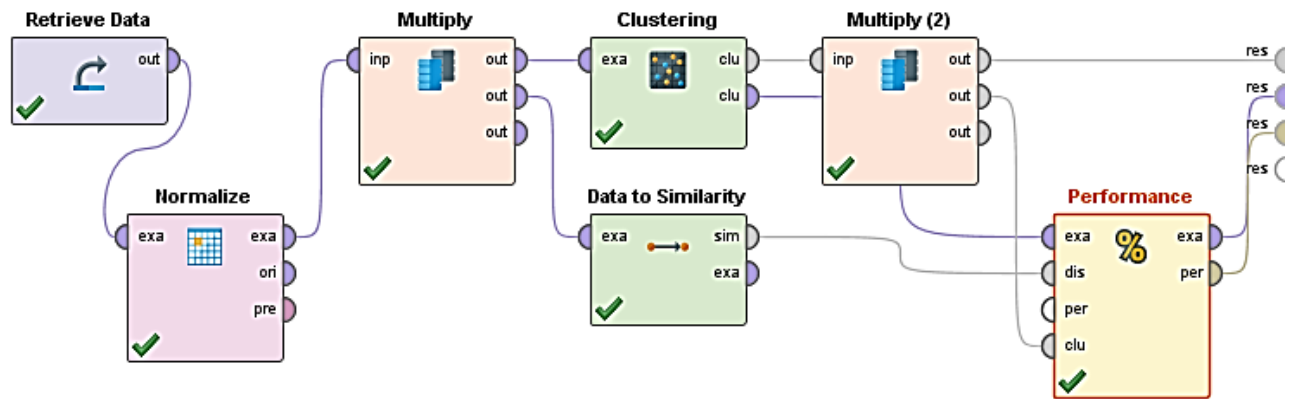 Retrieve Data
out
Multiply
inp
out
out
out
Clustering
exa
clu
clu
Multiply (2)
inp
out
out
out
res
res
res
res
Normalize
exa
exa
ori
pre
Data to Similarity
exa
sim
exa
Performance
%
exa
exa
dis
per
per
clu